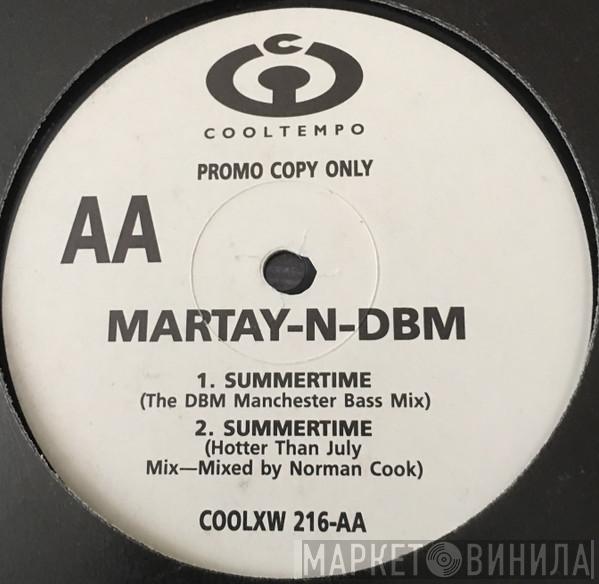 C
COOLTEMPO
PROMO COPY ONLY
AA
MARTAY-N-DBM
1. SUMMERTIME
(The DBM Manchester Bass Mix)
2. SUMMERTIME
(Hotter Than July
Mix—Mixed by Norman Cook)
COOLXW 216-AA
МАРКЕТ ВИНИЛА